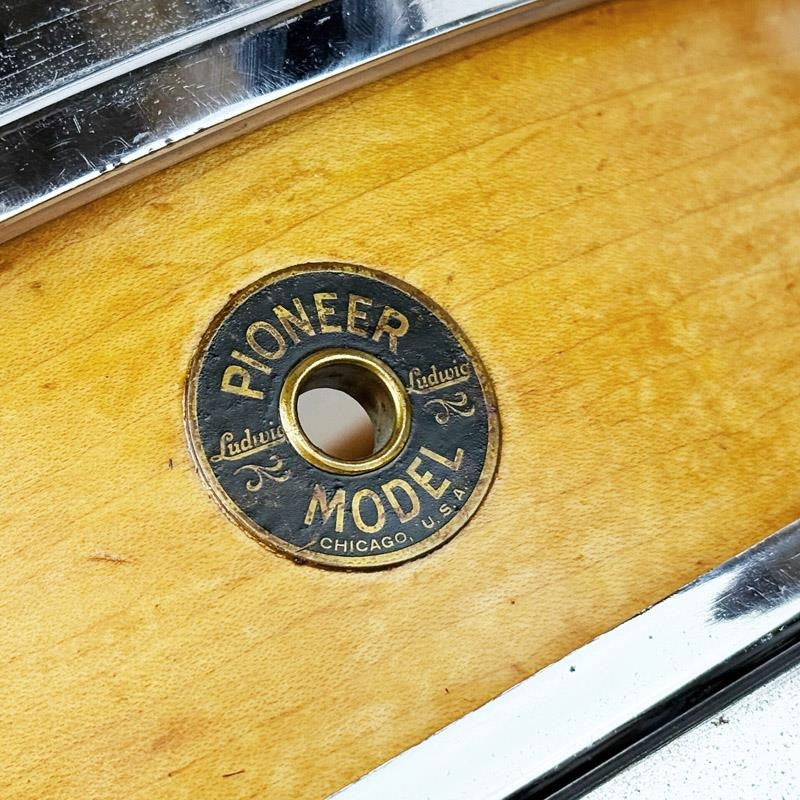 PIONEER
Ludwig
Ludwig
MODEL
CHICAGO, U.S.A.